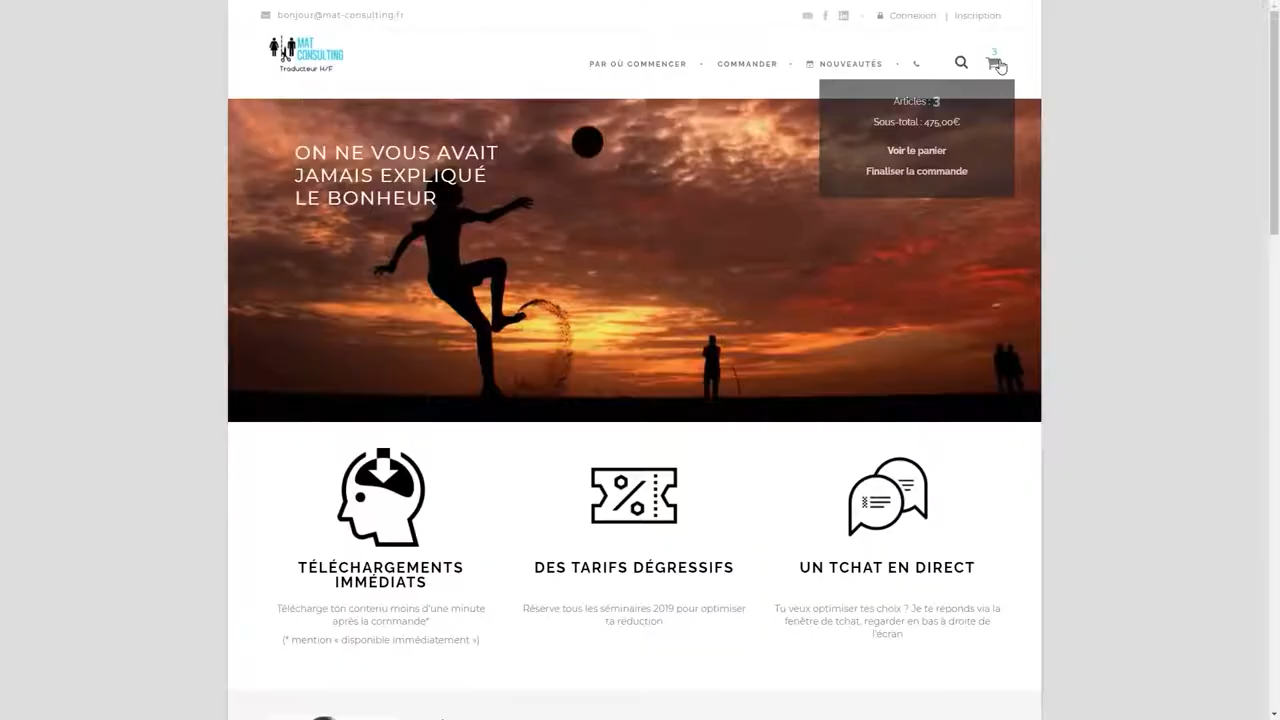 bonjour@mat-consulting.fr
Connexion | Inscription
MAT
CONSULTING
Traducteur H/F
PAR OÙ COMMENCER
COMMANDER
NOUVEAUTÉS
3
Articles : 3
Sous-total : 475,00€
Voir le panier
Finaliser la commande
ON NE VOUS AVAIT
JAMAIS EXPLIQUÉ
LE BONHEUR
TÉLÉCHARGEMENTS
IMMÉDIATS
Télécharge ton contenu moins d'une minute
après la commande*
(* mention « disponible immédiatement »)
DES TARIFS DÉGRESSIFS
Réserve tous les séminaires 2019 pour optimiser
ta réduction
UN TCHAT EN DIRECT
Tu veux optimiser tes choix ? Je te réponds via la
fenêtre de tchat, regarder en bas à droite de
l'écran